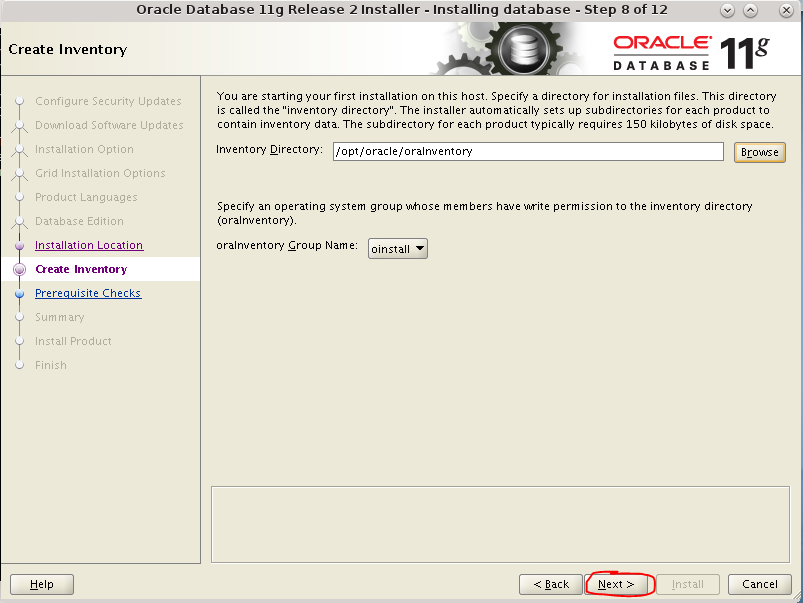 Oracle Database 11g Release 2 Installer - Installing database - Step 8 of 12
Create Inventory
ORACLE
DATABASE
11g
Configure Security Updates
Download Software Updates
Installation Option
Grid Installation Options
Product Languages
Database Edition
Installation Location
Create Inventory
Prerequisite Checks
Summary
Install Product
Finish
You are starting your first installation on this host. Specify a directory for installation files. This directory
is called the "inventory directory". The installer automatically sets up subdirectories for each product to
contain inventory data. The subdirectory for each product typically requires 150 kilobytes of disk space.
Inventory Directory: /opt/oracle/oraInventory Browse
Specify an operating system group whose members have write permission to the inventory directory
(oraInventory).
oraInventory Group Name: oinstall
Help < Back Next > Install Cancel